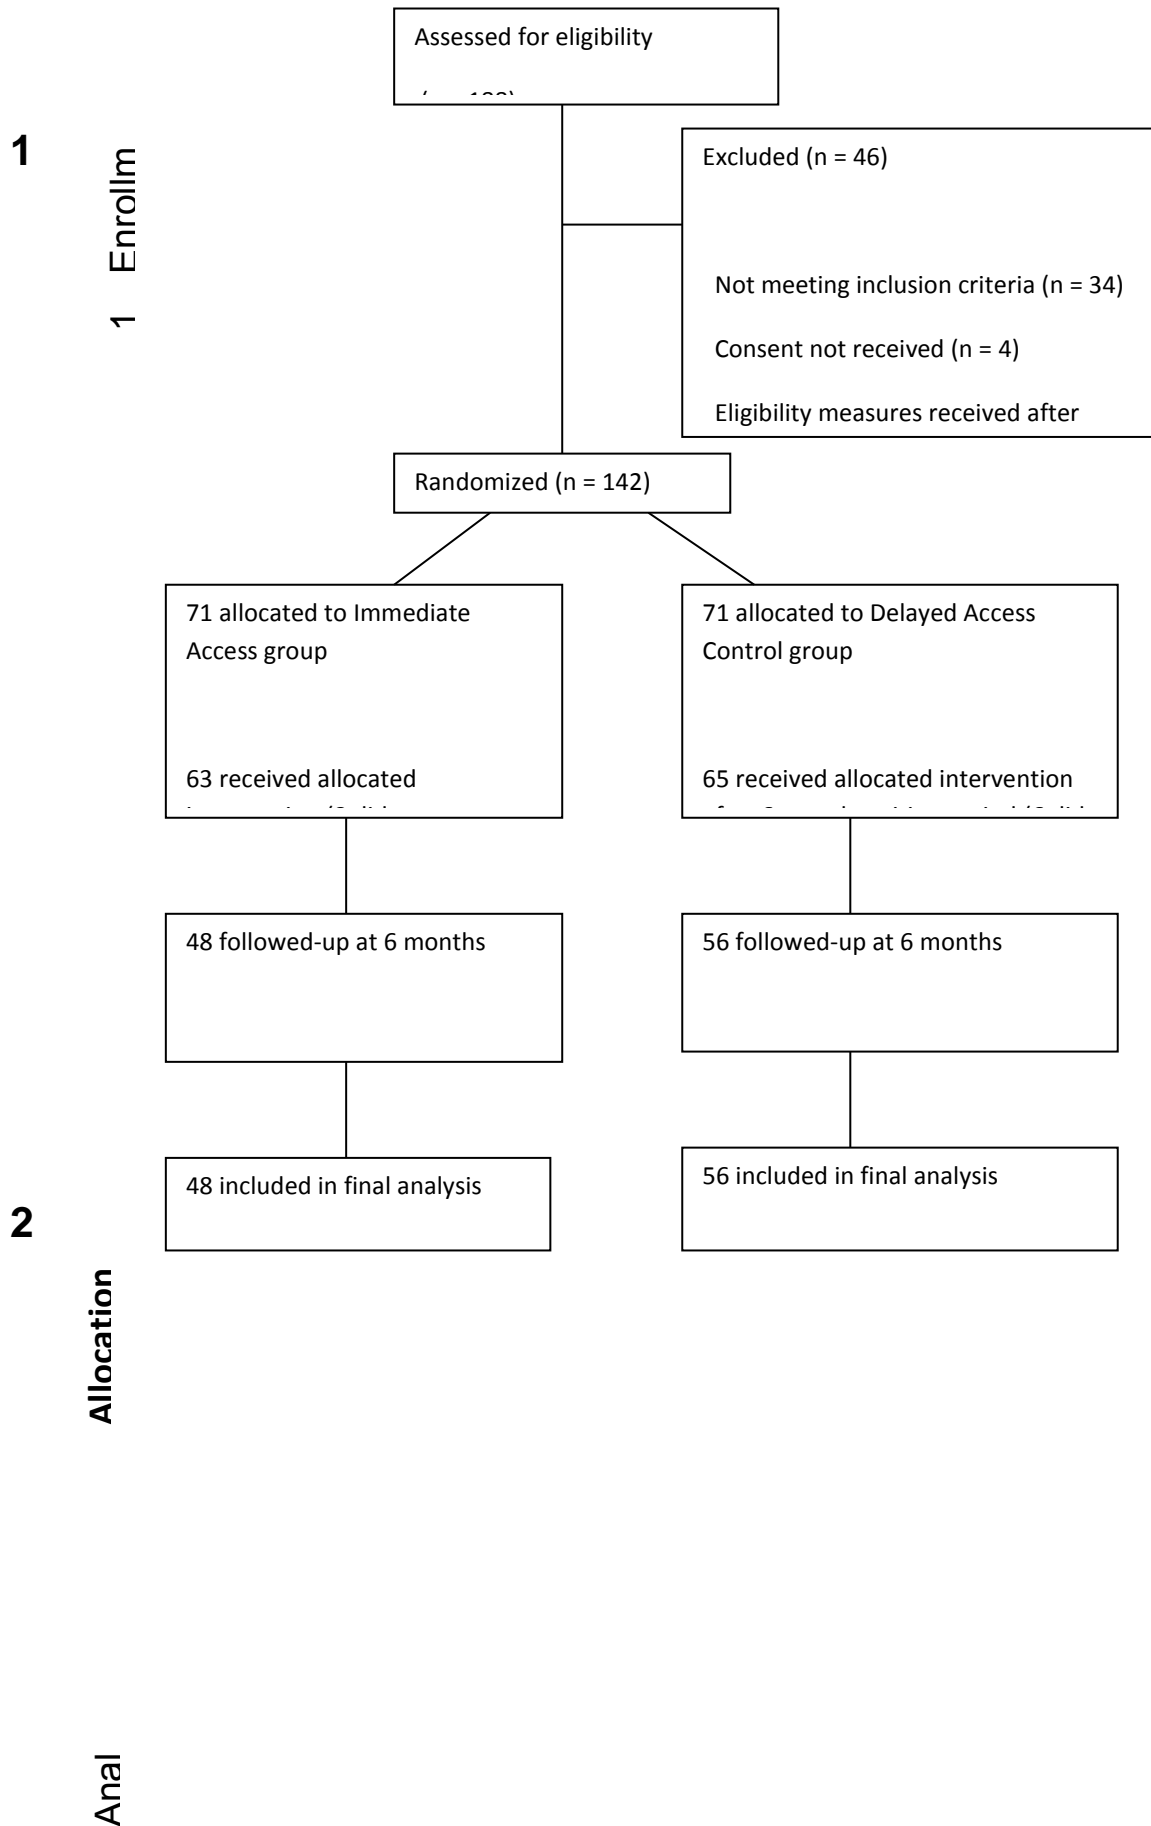 Assessed for eligibility
1
1 Enrollm
Excluded (n = 46)
Not meeting inclusion criteria (n = 34)
Consent not received (n = 4)
Eligibility measures received after
Randomized (n = 142)
71 allocated to Immediate
Access group
63 received allocated
71 allocated to Delayed Access
Control group
65 received allocated intervention
48 followed-up at 6 months
56 followed-up at 6 months
48 included in final analysis
56 included in final analysis
2
Allocation
Anal